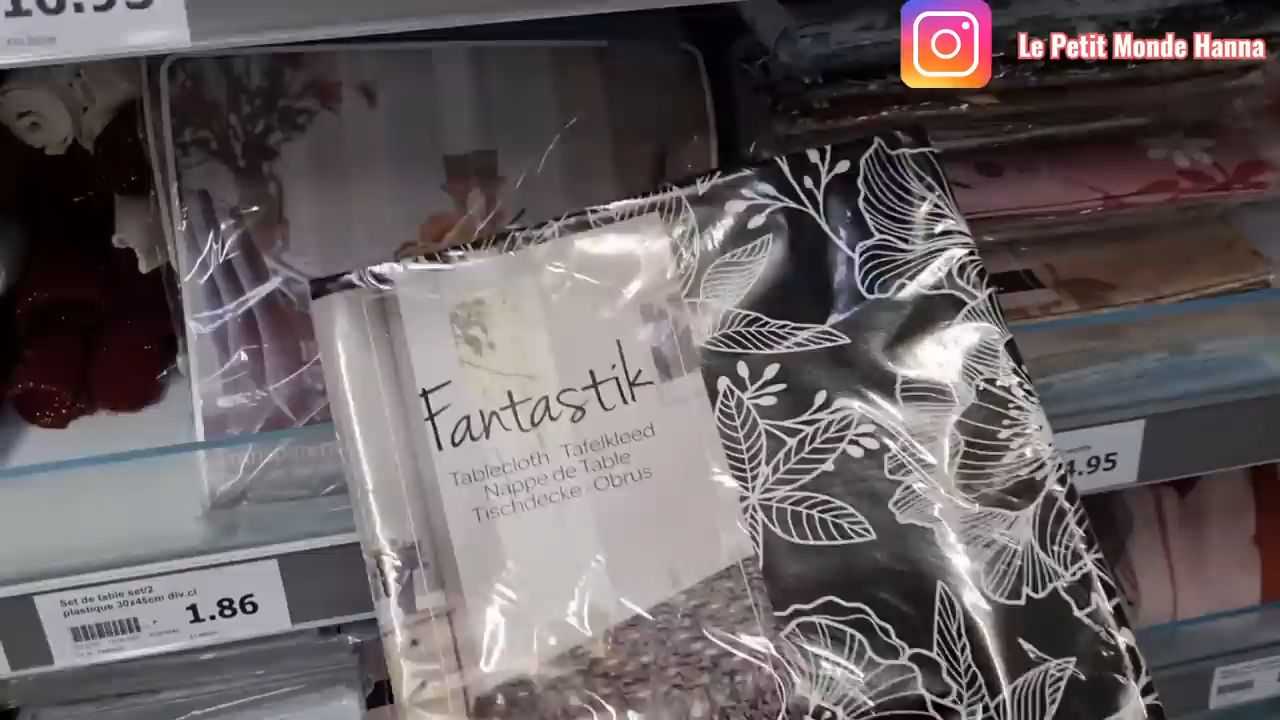 Le Petit Monde Hanna
Fantastik
Tablecloth Tafelkleed
Nappe de Table
Tischdecke Obrus
4.95
Set de table set/2
plastique 30x45cm div.cl
1.86